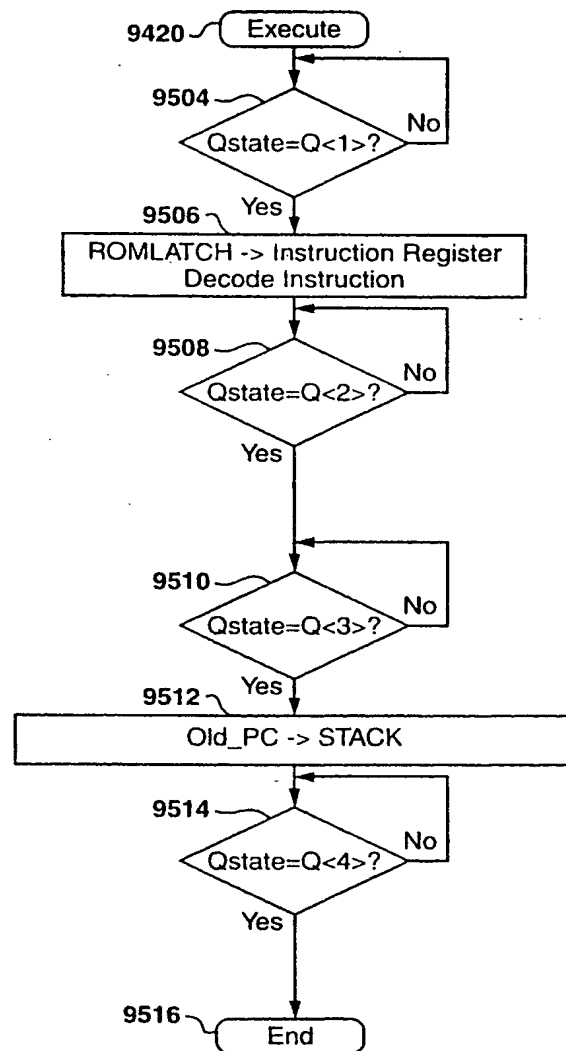 9420 Execute
9504
Qstate=Q<1>? No
Yes
9506
ROMLATCH -> Instruction Register
Decode Instruction
9508
Qstate=Q<2>? No
Yes
9510
Qstate=Q<3>? No
Yes
9512
Old_PC -> STACK
9514
Qstate=Q<4>? No
Yes
9516 End